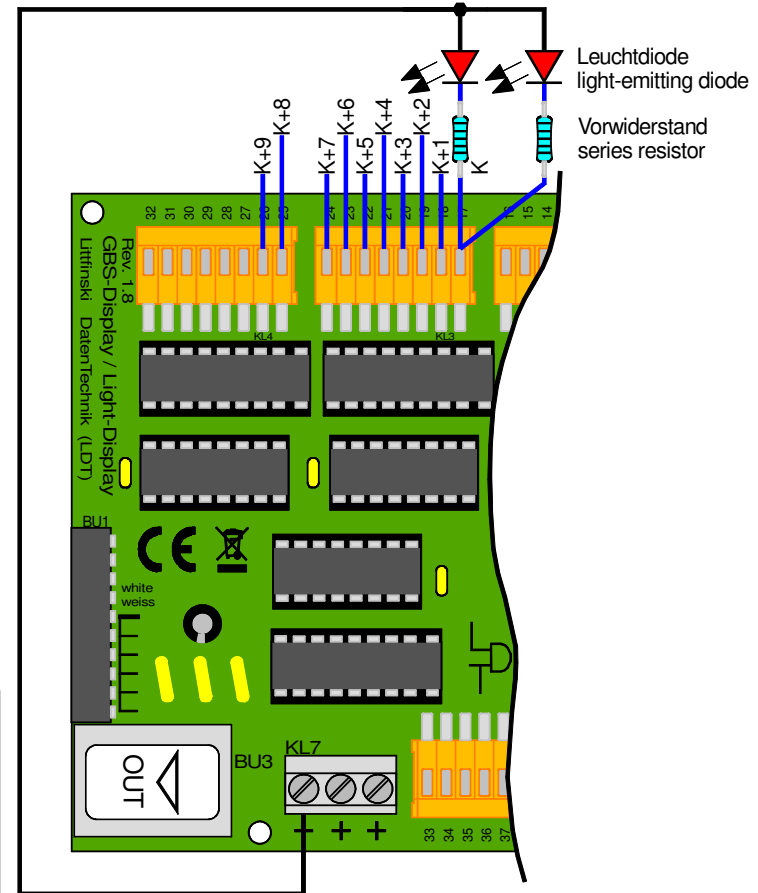 Leuchtdiode
light-emitting diode
Vorwiderstand
series resistor
K+9
K+8
K+7
K+6
K+5
K+4
K+3
K+2
K+1
K
32
31
30
29
28
27
26
25
24
23
22
21
20
19
18
17
16
15
14
Rev. 1.8
GBS-Display / Light-Display
Littfinski DatenTechnik (LDT)
KL4
KL3
BU1
CE
white
weiss
OUT
BU3
KL7
+ + +
33
34
35
36
37